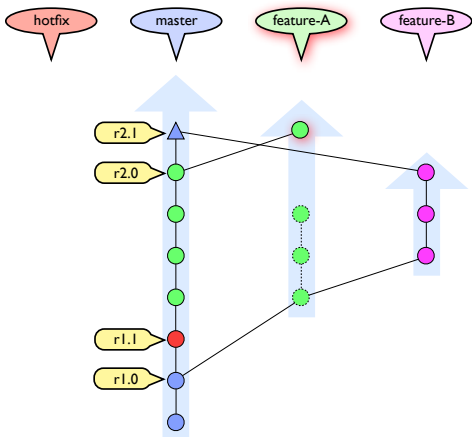 hotfix
master
feature-A
feature-B
r2.1
r2.0
r1.1
r1.0